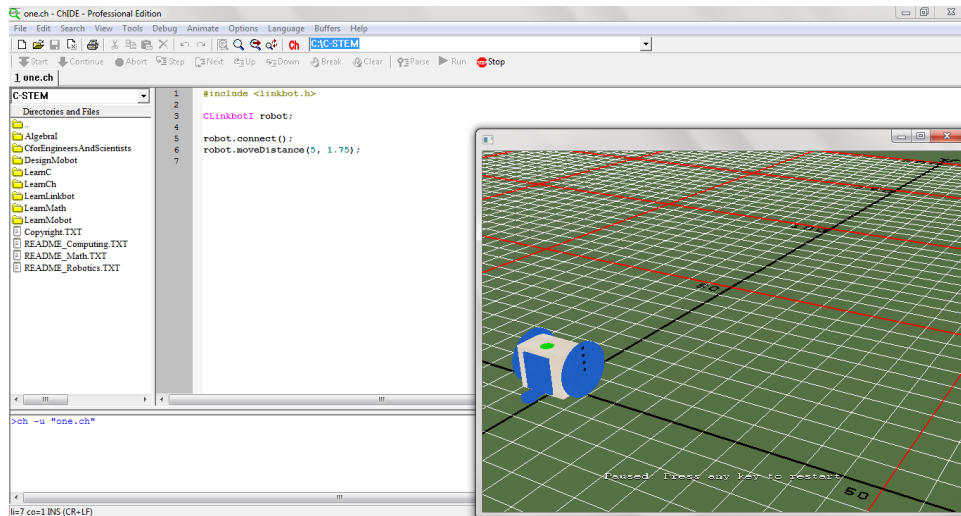 one.ch - ChIDE - Professional Edition
File Edit Search View Tools Debug Animate Options Language Buffers Help
Ch C:\C-STEM
Start Continue Abort Step Next Up Down Break Clear Parse Run Stop
1 one.ch
C-STEM
Directories and Files
..
AlgebraI
CforEngineersAndScientists
DesignMobot
LearnC
LearnCh
LearnLinkbot
LearnMath
LearnMobot
Copyright.TXT
README_Computing.TXT
README_Math.TXT
README_Robotics.TXT
1 #include <linkbot.h>
2
3 CLinkbotI robot;
4
5 robot.connect();
6 robot.moveDistance(5, 1.75);
7
50
50
Paused: Press any key to restart
>ch -u "one.ch"
li=7 co=1 INS (CR+LF)